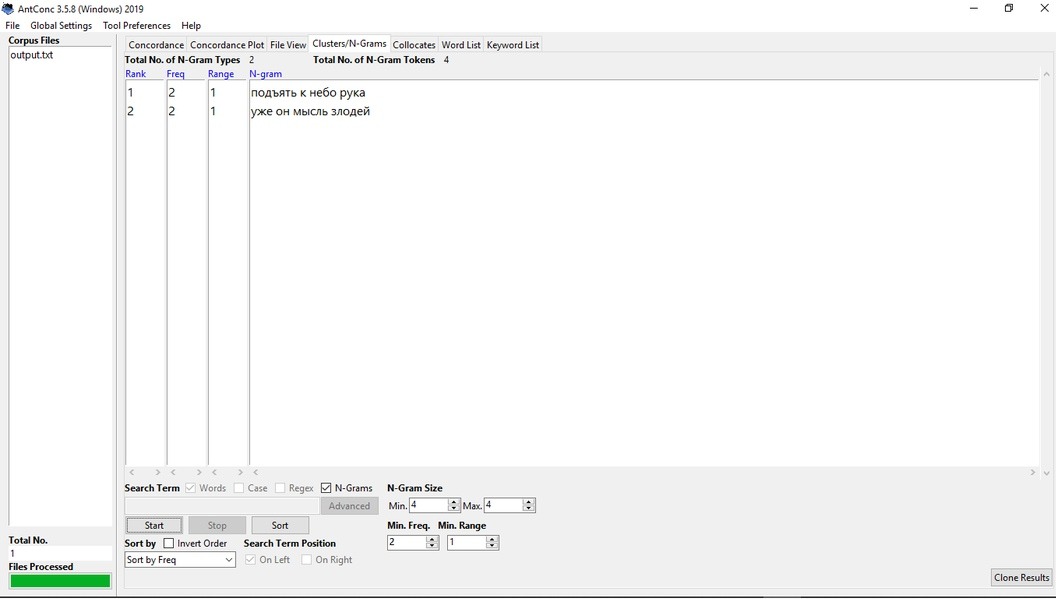 AntConc 3.5.8 (Windows) 2019
File Global Settings Tool Preferences Help
Corpus Files
output.txt
Concordance Concordance Plot File View Clusters/N-Grams Collocates Word List Keyword List
Total No. of N-Gram Types 2 Total No. of N-Gram Tokens 4
Rank Freq Range N-gram
1 2 1 подъять к небо рука
2 2 1 уже он мысль злодей
Search Term Words Case Regex N-Grams N-Gram Size
Advanced Min. 4 Max. 4
Start Stop Sort Min. Freq. Min. Range
Total No.
1
Sort by Invert Order Search Term Position 2 1
Files Processed
Sort by Freq On Left On Right
Clone Results